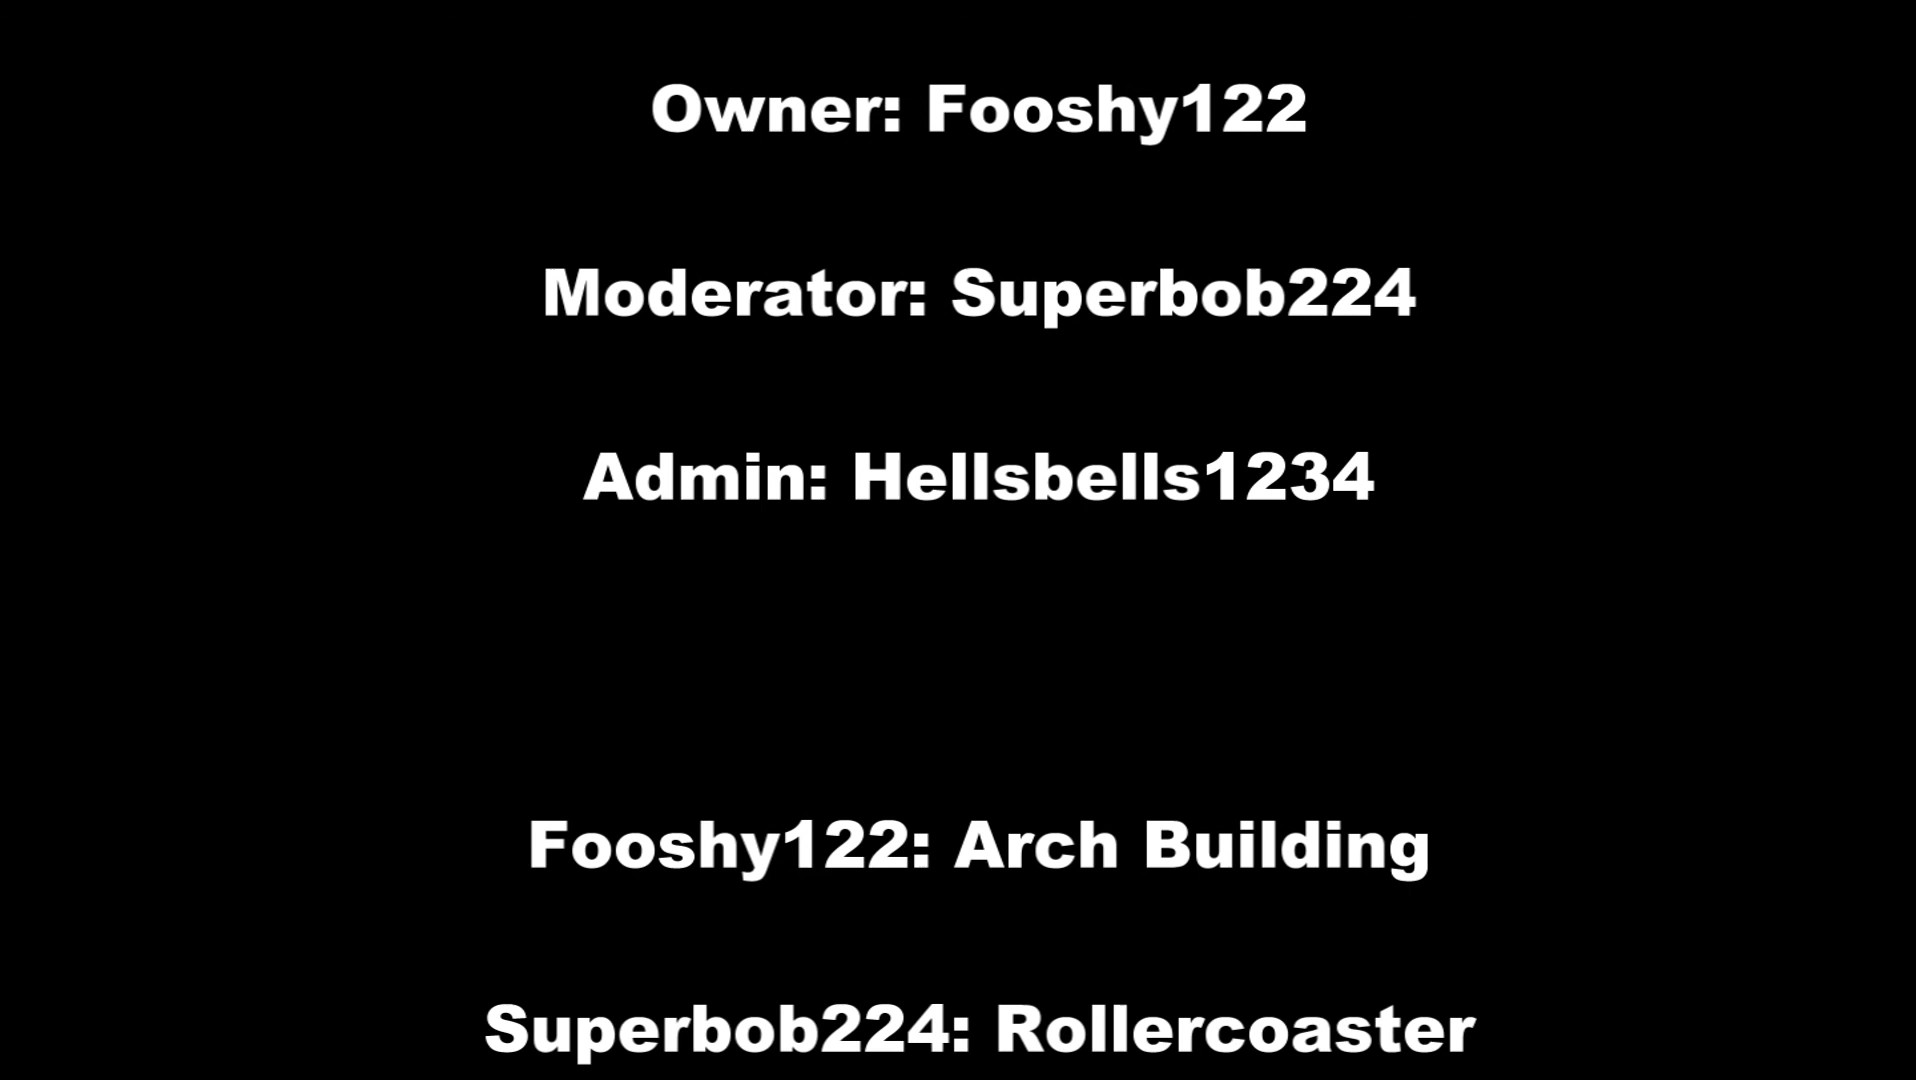 Owner: Fooshy122
Moderator: Superbob224
Admin: Hellsbells1234
Fooshy122: Arch Building
Superbob224: Rollercoaster